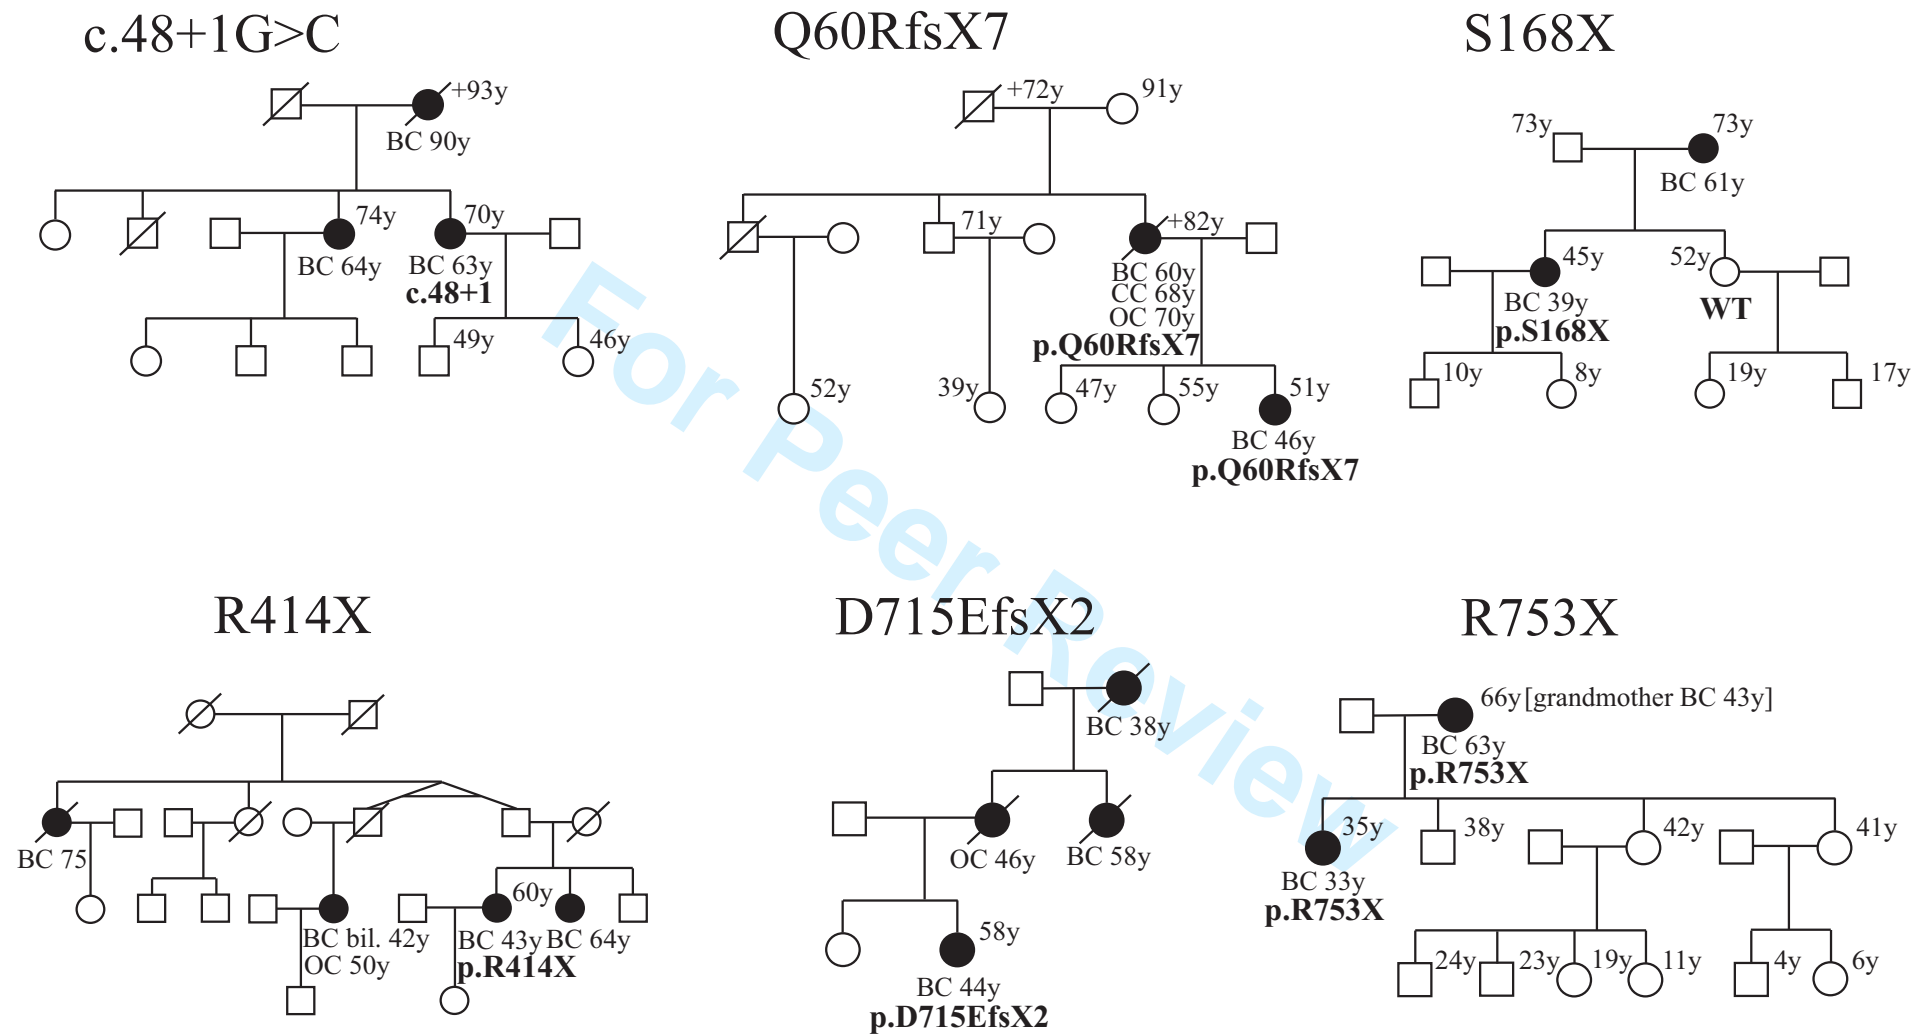 c.48+1G>C
+93y
BC 90y
74y
BC 64y
70y
BC 63y
c.48+1
49y
46y
Q60RfsX7
+72y
91y
71y
+82y
BC 60y
CC 68y
OC 70y
p.Q60RfsX7
52y
39y
47y
55y
51y
BC 46y
p.Q60RfsX7
S168X
73y
73y
BC 61y
45y
BC 39y
p.S168X
52y
WT
10y
8y
19y
17y
For Peer Review
R414X
BC 75
BC bil. 42y
OC 50y
60y
BC 43y
p.R414X
BC 64y
D715EfsX2
BC 38y
OC 46y
BC 58y
58y
BC 44y
p.D715EfsX2
R753X
66y [grandmother BC 43y]
BC 63y
p.R753X
35y
BC 33y
p.R753X
38y
42y
41y
24y
23y
19y
11y
4y
6y